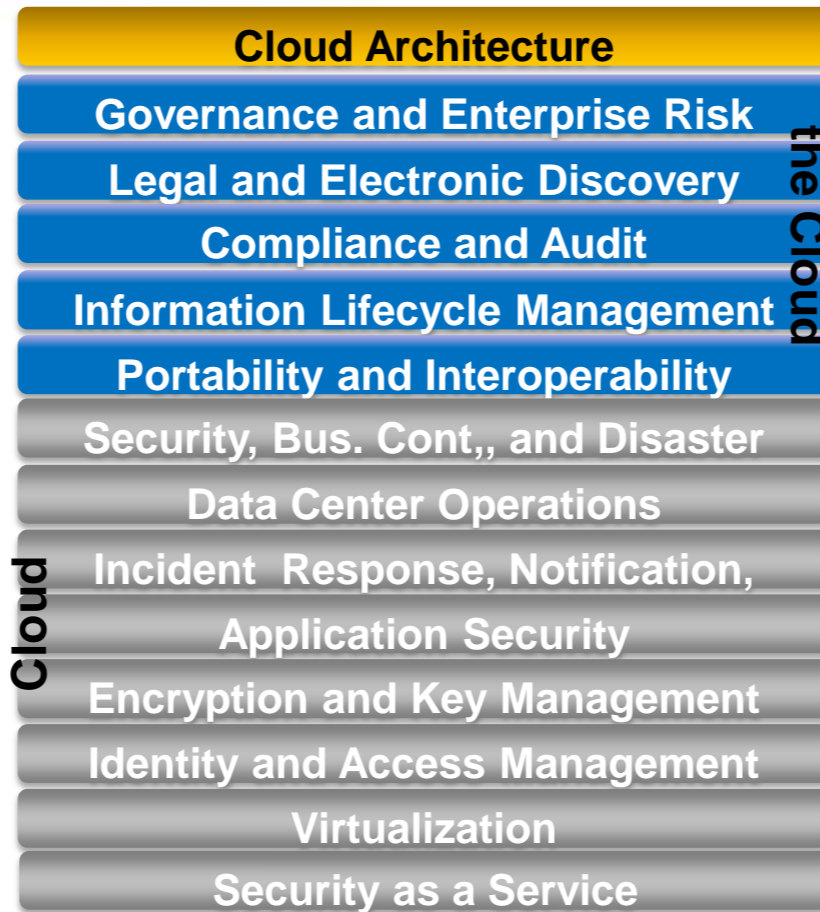 Cloud Architecture
Governance and Enterprise Risk
Legal and Electronic Discovery
Compliance and Audit
Information Lifecycle Management
Portability and Interoperability
the Cloud
Security, Bus. Cont,, and Disaster
Data Center Operations
Incident Response, Notification,
Application Security
Encryption and Key Management
Identity and Access Management
Virtualization
Security as a Service
Cloud